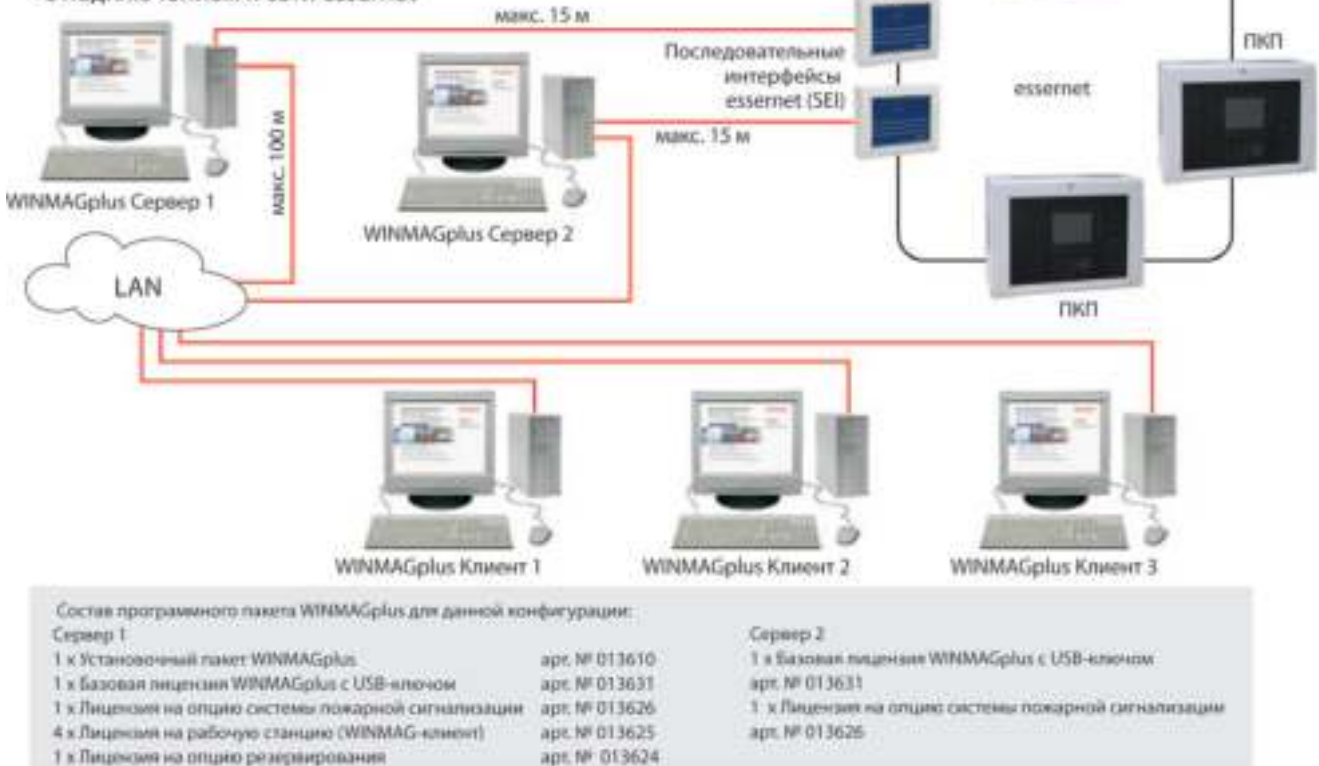 макс. 15 м
ПКП
Последовательные
интерфейсы
essernet (SEI)
essernet
макс. 100 м
макс. 15 м
WINMAGplus Сервер 1
WINMAGplus Сервер 2
LAN
ПКП
WINMAGplus Клиент 1
WINMAGplus Клиент 2
WINMAGplus Клиент 3
Состав программного пакета WINMAGplus для данной конфигурации:
Сервер 1
1 x Установочный пакет WINMAGplus арт. № 013610
1 x Базовая лицензия WINMAGplus с USB-ключом арт. № 013631
1 x Лицензия на опцию системы пожарной сигнализации арт. № 013626
4 x Лицензия на рабочую станцию (WINMAG-клиент) арт. № 013625
1 x Лицензия на опцию резервирования арт. № 013624
Сервер 2
1 x Базовая лицензия WINMAGplus с USB-ключом
арт. № 013631
1 x Лицензия на опцию системы пожарной сигнализации
арт. № 013626